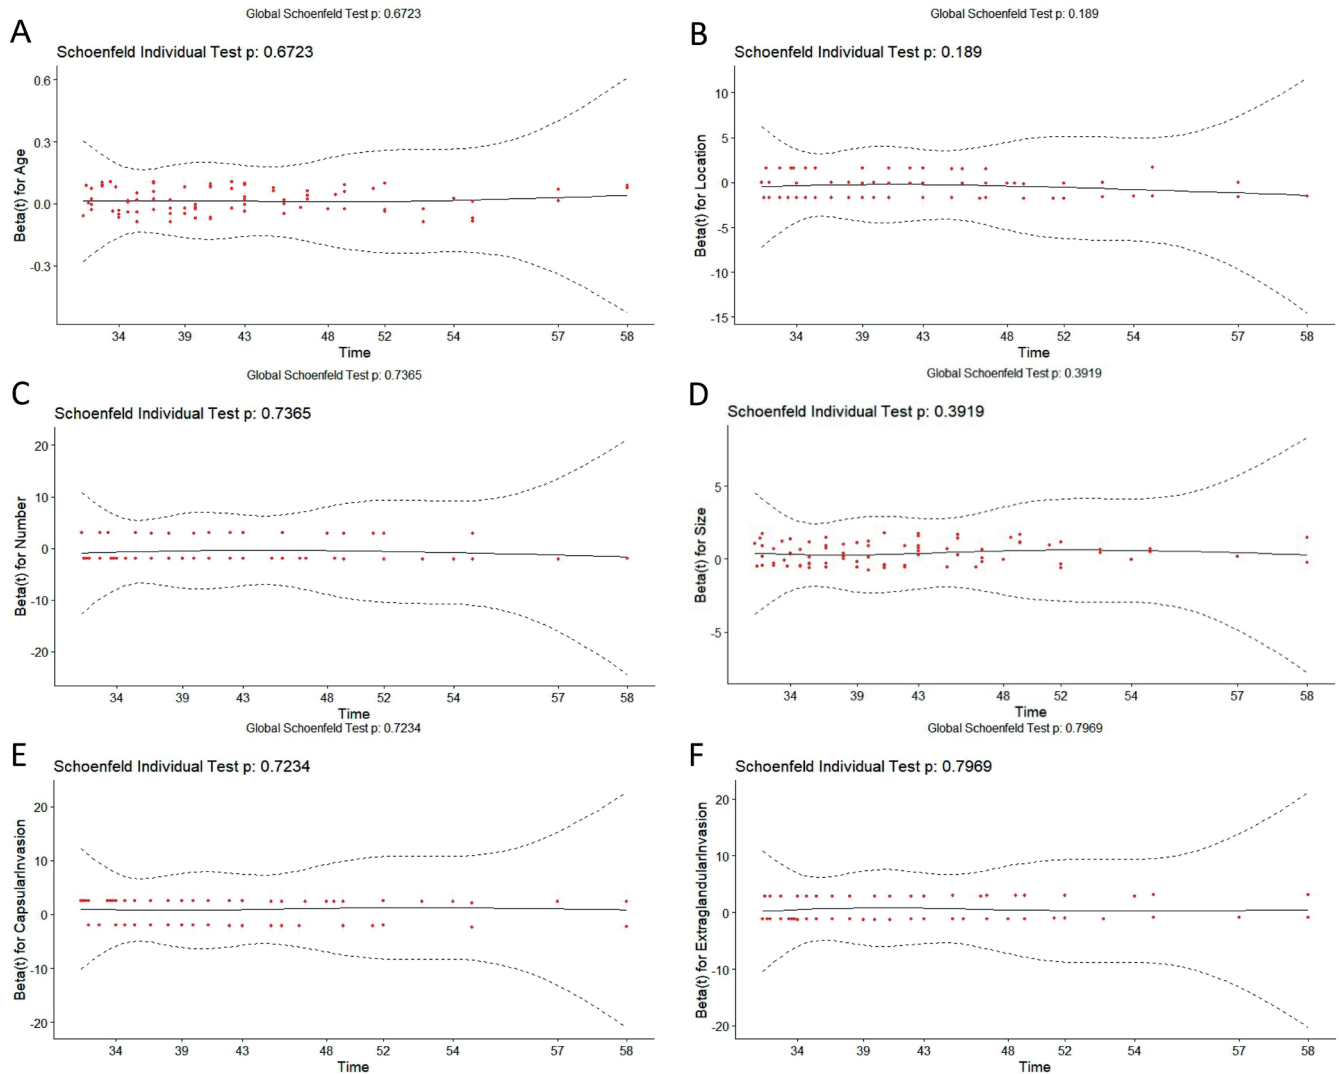 Global Schoenfeld Test p: 0.6723
A
Schoenfeld Individual Test p: 0.6723
Beta(t) for Age
0.6
0.3
0.0
-0.3
34 39 43 48 52 54 57 58
Time
Global Schoenfeld Test p: 0.189
B
Schoenfeld Individual Test p: 0.189
Beta(t) for Location
10
5
0
-5
-10
-15
34 39 43 48 52 54 57 58
Time
Global Schoenfeld Test p: 0.7365
C
Schoenfeld Individual Test p: 0.7365
Beta(t) for Number
20
10
0
-10
-20
34 39 43 48 52 54 57 58
Time
Global Schoenfeld Test p: 0.3919
D
Schoenfeld Individual Test p: 0.3919
Beta(t) for Size
5
0
-5
34 39 43 48 52 54 57 58
Time
Global Schoenfeld Test p: 0.7234
E
Schoenfeld Individual Test p: 0.7234
Beta(t) for CapsularInvasion
20
10
0
-10
-20
34 39 43 48 52 54 57 58
Time
Global Schoenfeld Test p: 0.7969
F
Schoenfeld Individual Test p: 0.7969
Beta(t) for ExtraglandularInvasion
20
10
0
-10
-20
34 39 43 48 52 54 57 58
Time